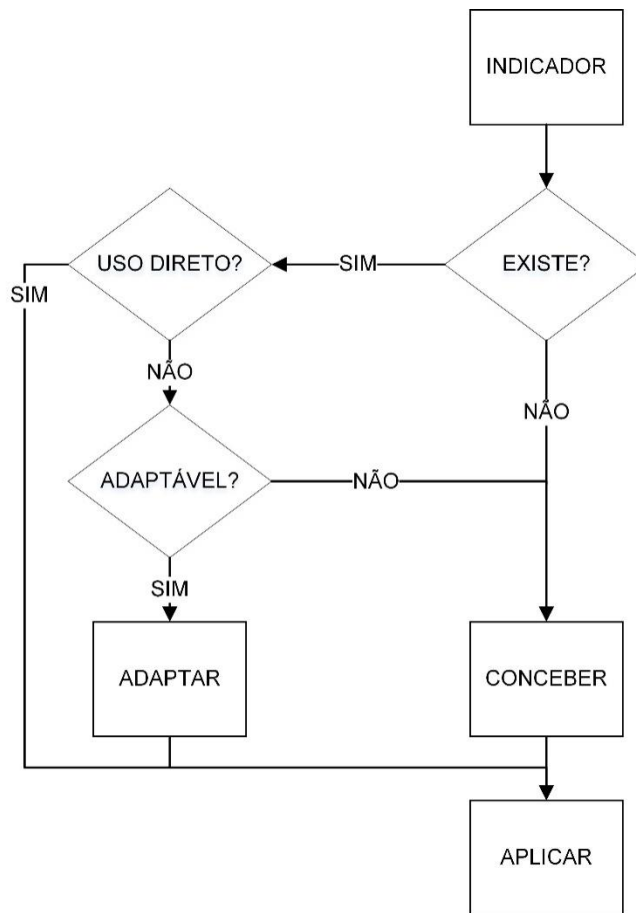 INDICADOR
USO DIRETO?
SIM
EXISTE?
SIM
NÃO
NÃO
ADAPTÁVEL?
NÃO
SIM
ADAPTAR
CONCEBER
APLICAR